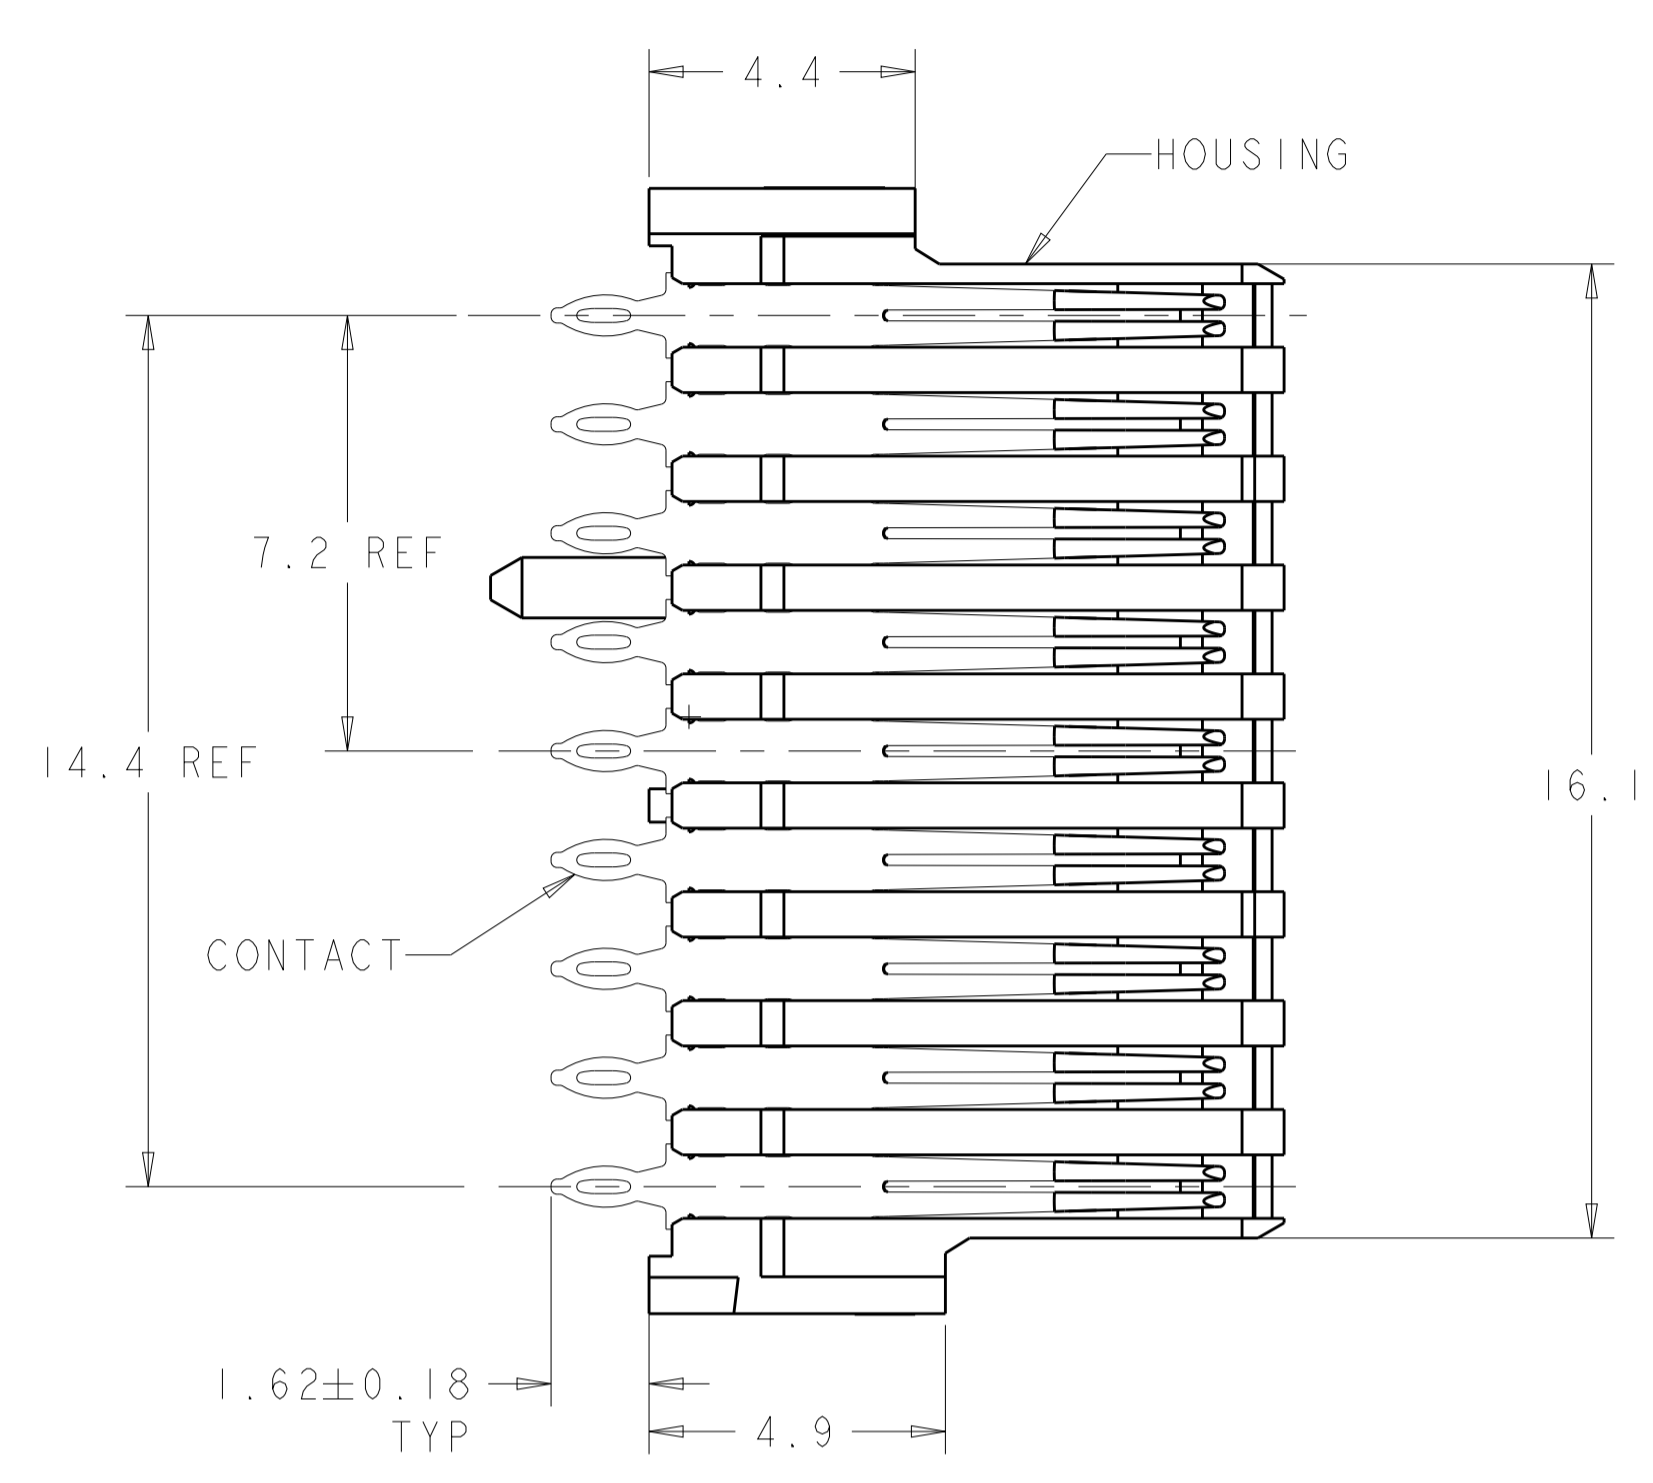 4.4
HOUSING
7.2 REF
14.4 REF
16.1
CONTACT
1.62±0.18
TYP
4.9